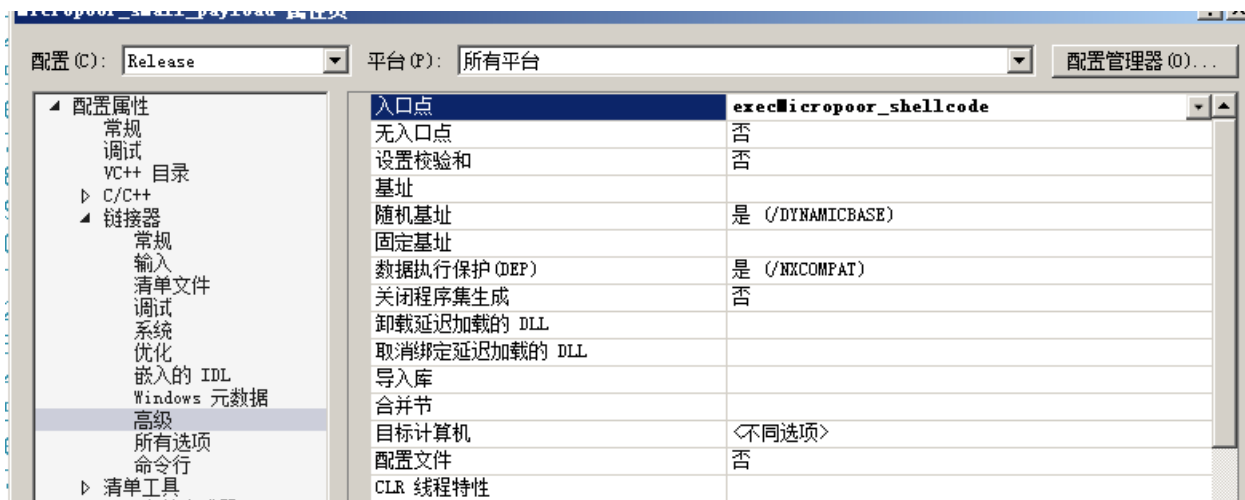 micropoor_small_payload 属性页
配置(C): Release 平台(P): 所有平台 配置管理器(O)...
配置属性
常规
调试
VC++ 目录
C/C++
链接器
常规
输入
清单文件
调试
系统
优化
嵌入的 IDL
Windows 元数据
高级
所有选项
命令行
清单工具
入口点 execMicropoor_shellcode
无入口点 否
设置校验和 否
基址
随机基址 是 (/DYNAMICBASE)
固定基址
数据执行保护(DEP) 是 (/NXCOMPAT)
关闭程序集生成 否
卸载延迟加载的 DLL
取消绑定延迟加载的 DLL
导入库
合并节
目标计算机 <不同选项>
配置文件 否
CLR 线程特性